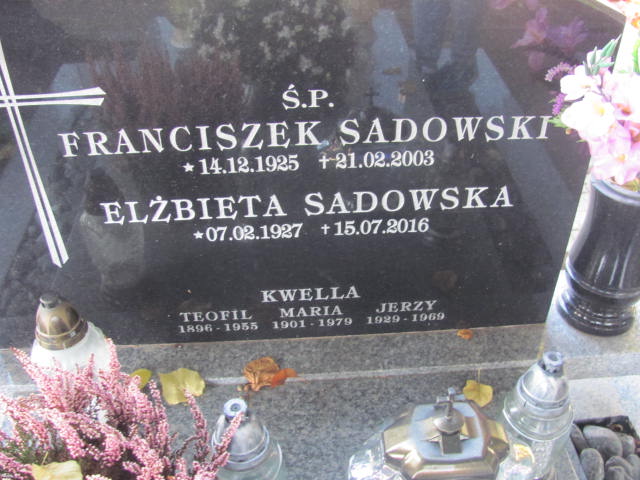 Ś.P.
FRANCISZEK SADOWSKI
*14.12.1925 +21.02.2003
ELŻBIETA SADOWSKA
*07.02.1927 +15.07.2016
KWELLA
TEOFIL MARIA JERZY
1896-1955 1901-1979 1929-1969